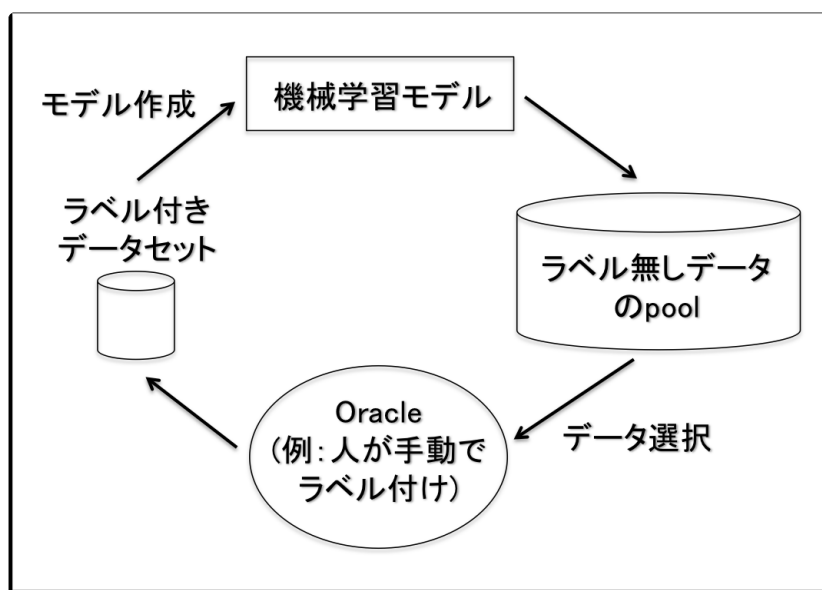 モデル作成
機械学習モデル
ラベル付き
データセット
ラベル無しデータ
のpool
Oracle
(例:人が手動で
ラベル付け)
データ選択